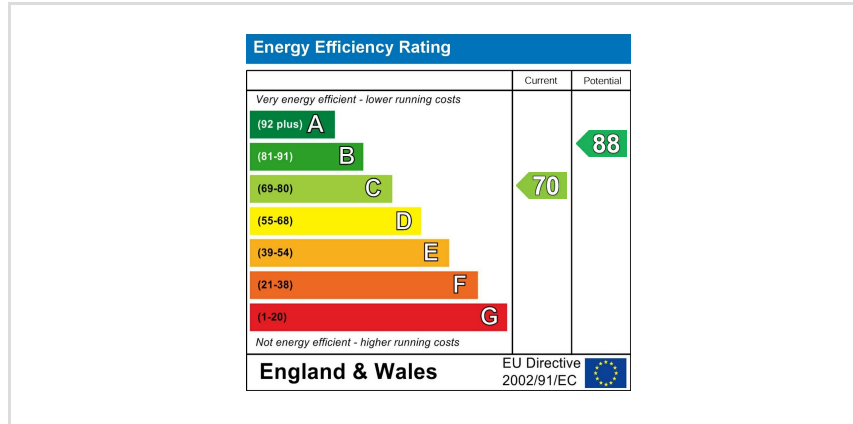 Energy Efficiency Rating
Current Potential
Very energy efficient - lower running costs
(92 plus) A
(81-91) B
88
(69-80) C
70
(55-68) D
(39-54) E
(21-38) F
(1-20) G
Not energy efficient - higher running costs
England & Wales
EU Directive
2002/91/EC